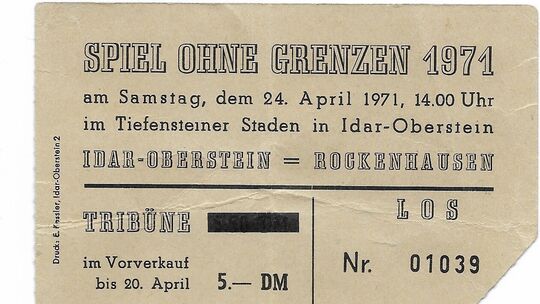 SPIEL OHNE GRENZEN 1971
am Samstag, dem 24. April 1971, 14.00 Uhr
im Tiefensteiner Staden in Idar-Oberstein
IDAR-OBERSTEIN = ROCKENHAUSEN
TRIBÜNE
im Vorverkauf
bis 20. April 5.— DM
LOS
Nr. 01039
Druck: E. Kessler, Idar-Oberstein 2